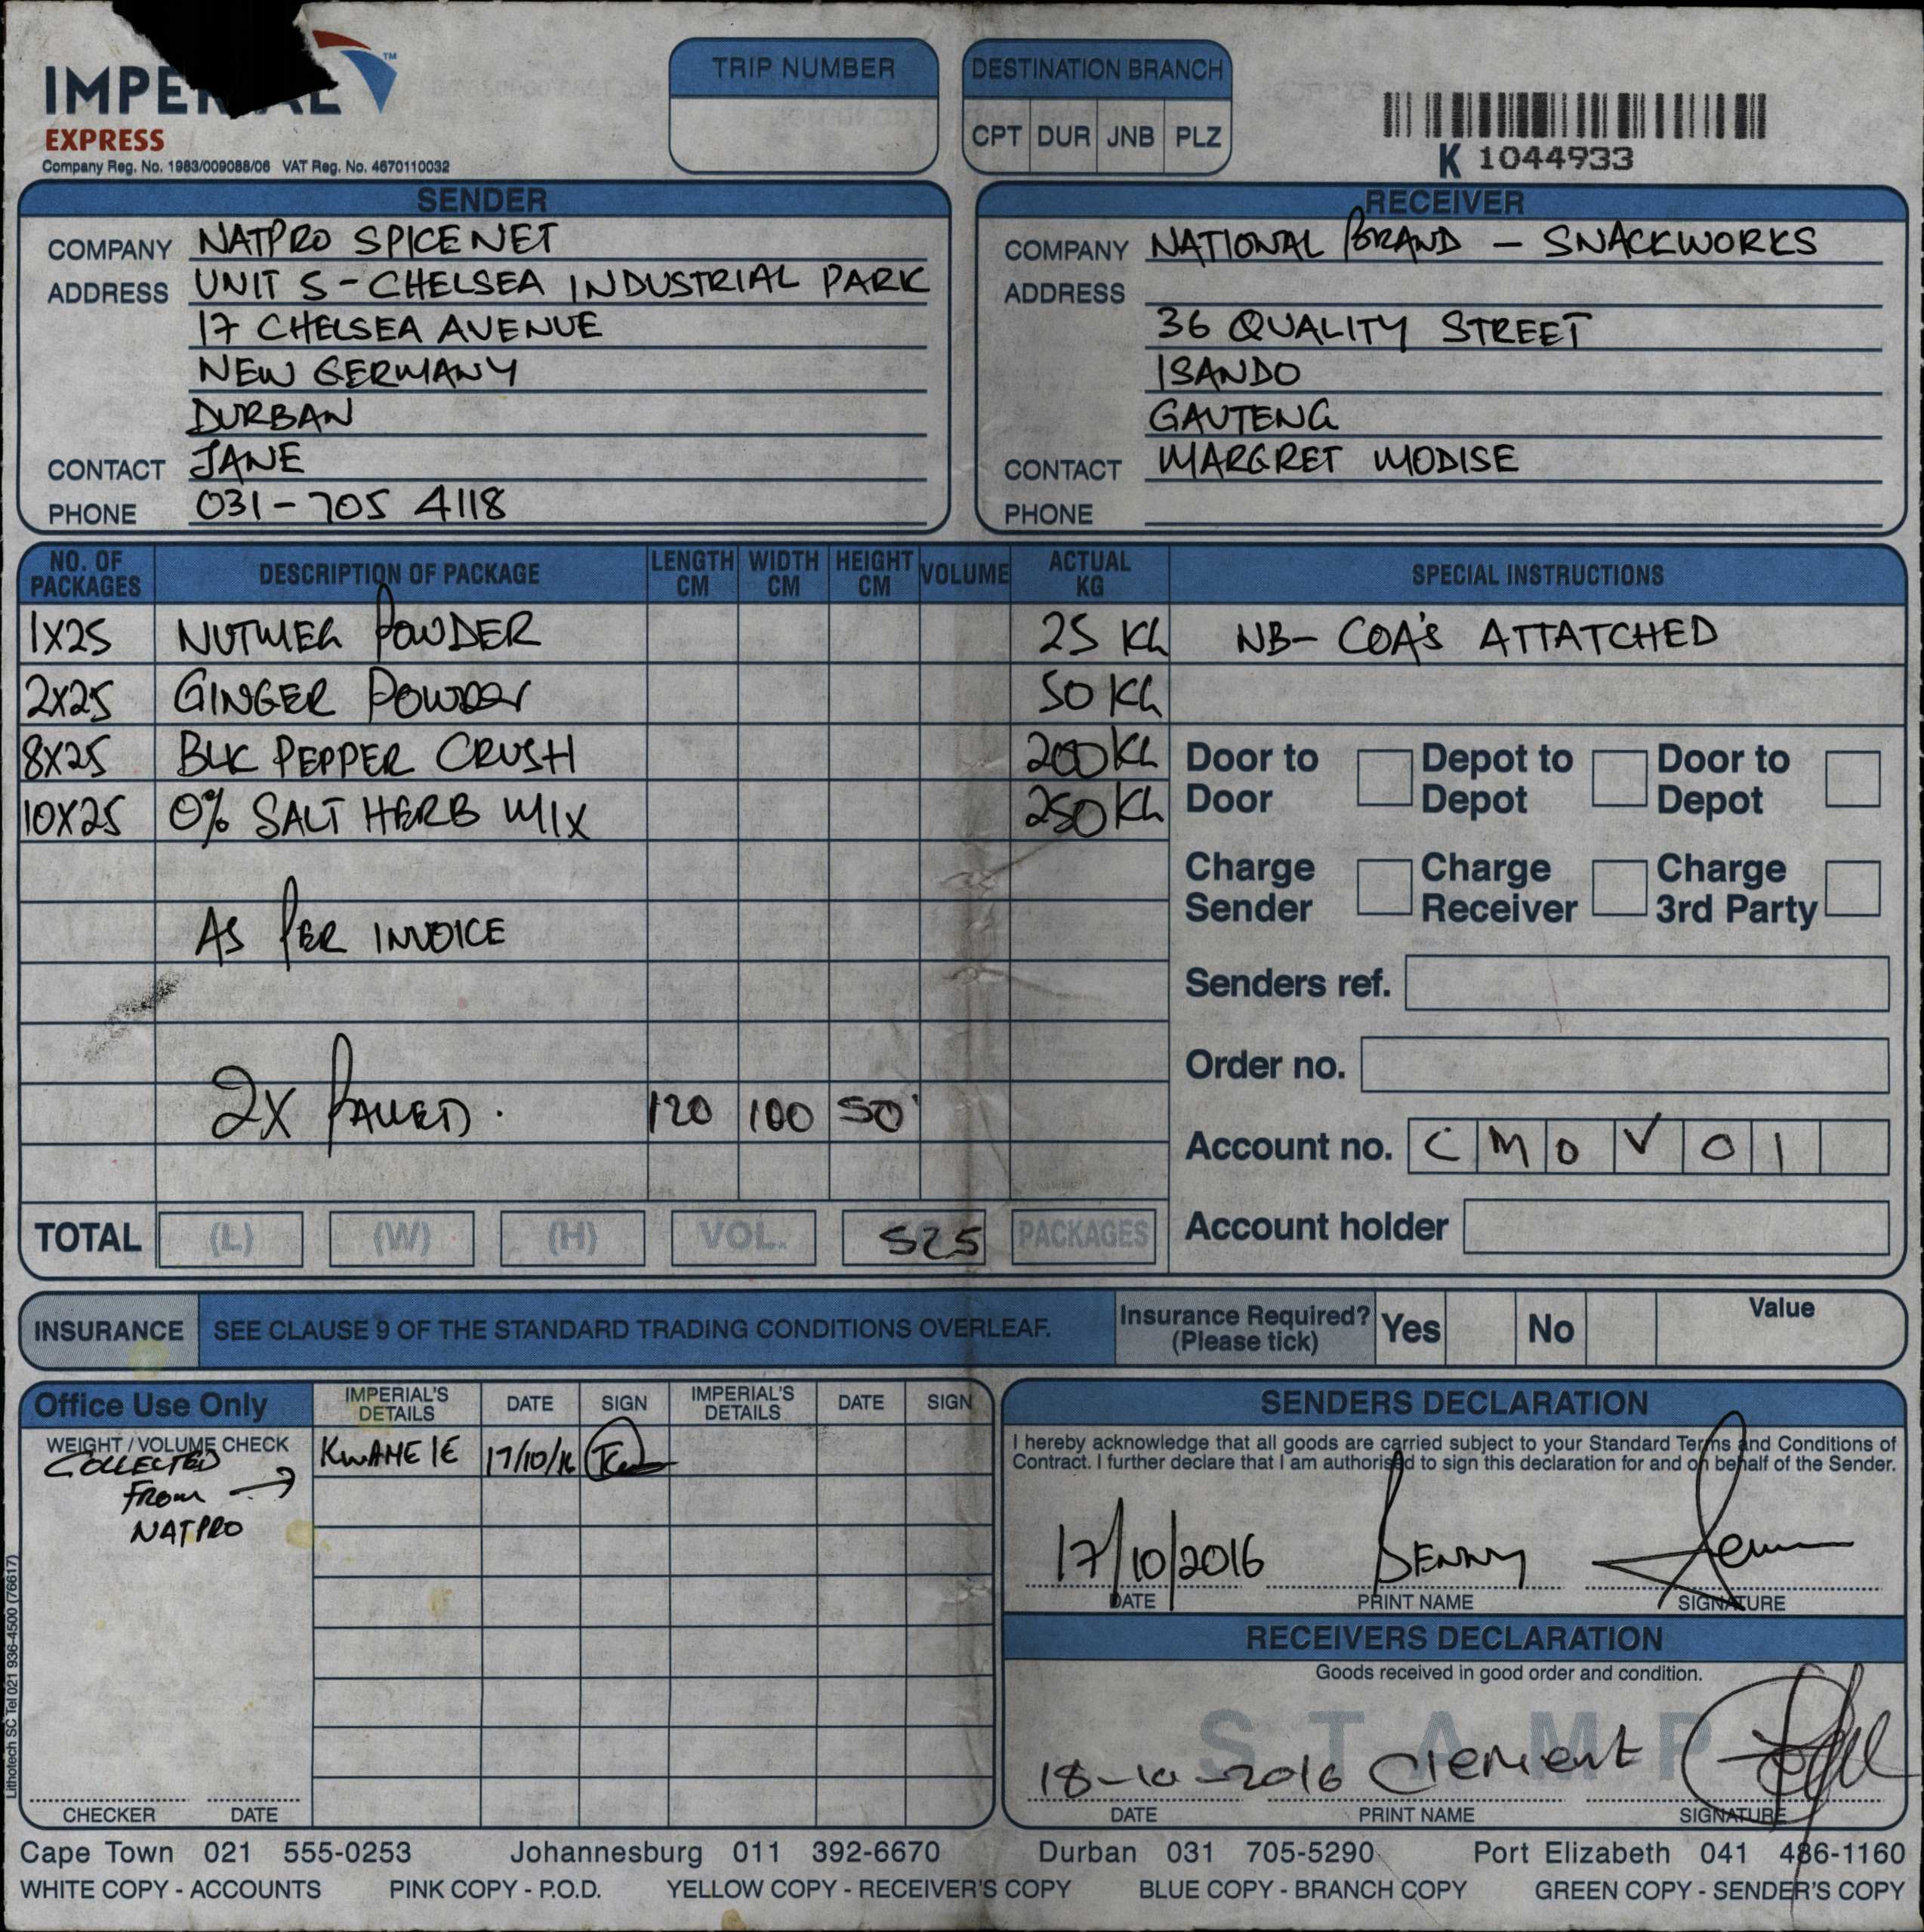 IMPERIAL TM
EXPRESS
Company Reg. No. 1983/009088/06 VAT Reg. No. 4670110032
TRIP NUMBER
DESTINATION BRANCH
CPT DUR JNB PLZ
K 1044933
SENDER
COMPANY NATPRO SPICENET
ADDRESS UNIT 5 - CHELSEA INDUSTRIAL PARK
17 CHELSEA AVENUE
NEW GERMANY
DURBAN
CONTACT JANE
PHONE 031-705 4118
RECEIVER
COMPANY NATIONAL BRAND - SNACKWORKS
ADDRESS
36 QUALITY STREET
ISANDO
GAUTENG
CONTACT MARGRET MODISE
PHONE
NO. OF PACKAGES DESCRIPTION OF PACKAGE LENGTH CM WIDTH CM HEIGHT CM VOLUME ACTUAL KG SPECIAL INSTRUCTIONS
1X25 NUTMEG POWDER 25 KG NB- COA'S ATTATCHED
2X25 GINGER POWDER 50 KG
8X25 BLK PEPPER CRUSH 200 KG
10X25 0% SALT HERB MIX 250 KG
AS PER INVOICE
2X PALLETS. 120 100 50
Door to Door Depot to Depot Door to Depot
Charge Sender Charge Receiver Charge 3rd Party
Senders ref.
Order no.
Account no. C M O V 0 1
Account holder
TOTAL (L) (W) (H) VOL. 525 PACKAGES
INSURANCE SEE CLAUSE 9 OF THE STANDARD TRADING CONDITIONS OVERLEAF. Insurance Required? (Please tick) Yes No Value
Office Use Only IMPERIAL'S DETAILS DATE SIGN IMPERIAL'S DETAILS DATE SIGN
WEIGHT / VOLUME CHECK
COLLECTED
FROM
NATPRO
17/10/16
CHECKER DATE
SENDERS DECLARATION
I hereby acknowledge that all goods are carried subject to your Standard Terms and Conditions of
Contract. I further declare that I am authorised to sign this declaration for and on behalf of the Sender.
17/10/2016 BENNY
DATE PRINT NAME SIGNATURE
RECEIVERS DECLARATION
Goods received in good order and condition.
STAMP
18-10-2016 Clement
DATE PRINT NAME SIGNATURE
Lithotech SC Tel 021 936-4500 (76617)
Cape Town 021 555-0253 Johannesburg 011 392-6670 Durban 031 705-5290 Port Elizabeth 041 486-1160
WHITE COPY - ACCOUNTS PINK COPY - P.O.D. YELLOW COPY - RECEIVER'S COPY BLUE COPY - BRANCH COPY GREEN COPY - SENDER'S COPY